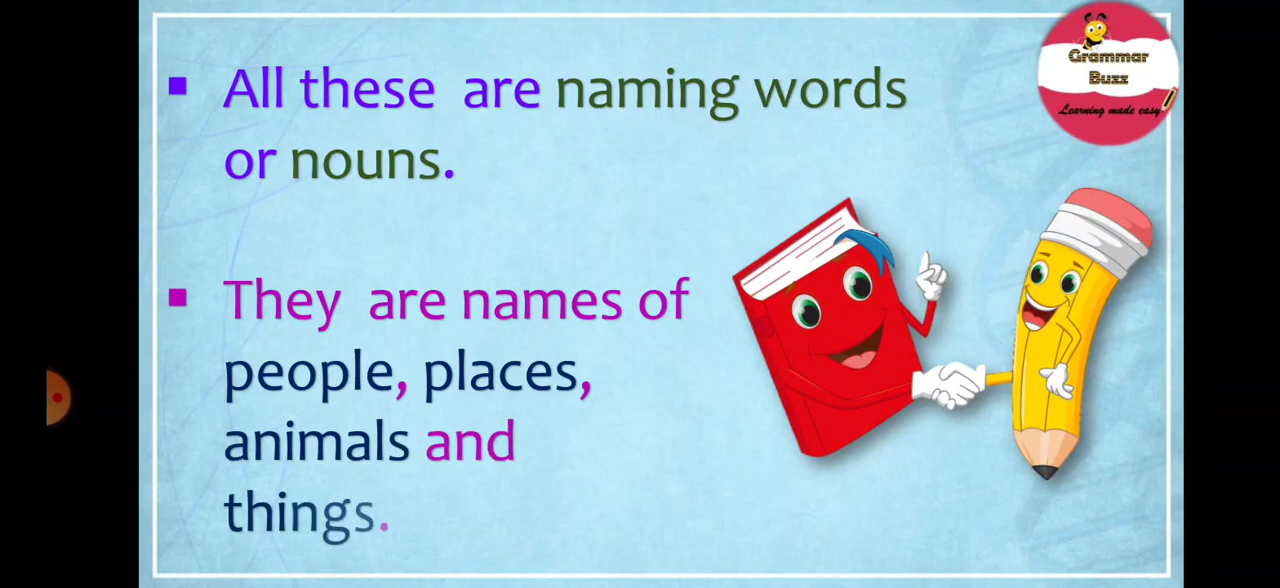 All these are naming words
or nouns.
They are names of
people, places,
animals and
things.
Grammar
Buzz
Learning made easy